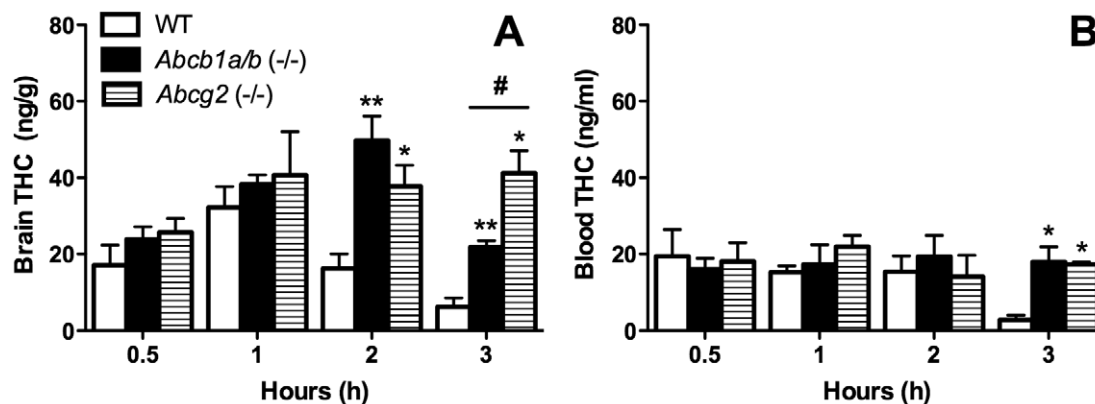 WT
Abcb1a/b (-/-)
Abcg2 (-/-)
A
Brain THC (ng/g)
80
60
40
20
0
**
*
**
#
*
0.5 1 2 3
Hours (h)
B
Blood THC (ng/ml)
80
60
40
20
0
*
*
0.5 1 2 3
Hours (h)